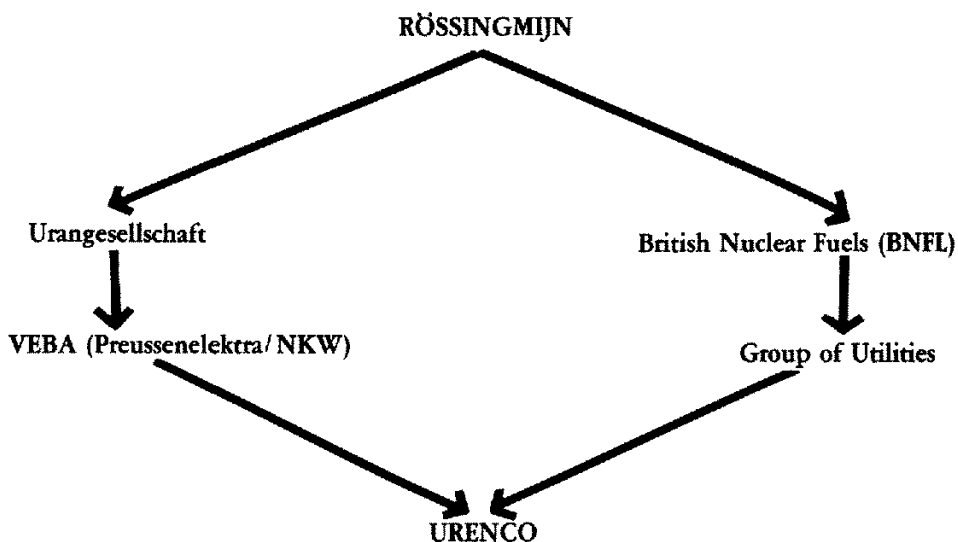 RÖSSINGMIJN
Urangesellschaft
British Nuclear Fuels (BNFL)
VEBA (Preussenelektra/NKW)
Group of Utilities
URENCO